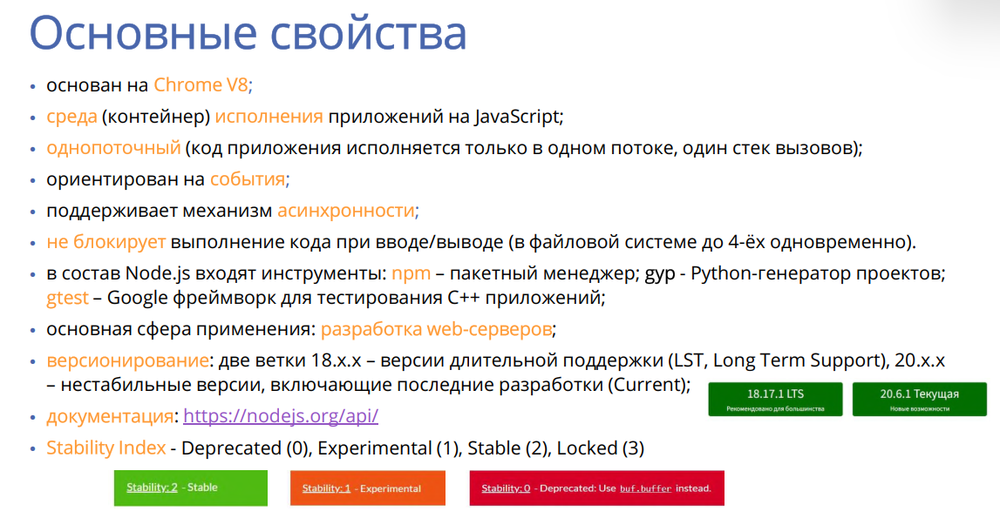 Основные свойства
• основан на Chrome V8;
• среда (контейнер) исполнения приложений на JavaScript;
• однопоточный (код приложения исполняется только в одном потоке, один стек вызовов);
• ориентирован на события;
• поддерживает механизм асинхронности;
• не блокирует выполнение кода при вводе/выводе (в файловой системе до 4-ёх одновременно).
• в состав Node.js входят инструменты: npm – пакетный менеджер; gyp - Python-генератор проектов;
gtest – Google фреймворк для тестирования C++ приложений;
• основная сфера применения: разработка web-серверов;
• версионирование: две ветки 18.x.x – версии длительной поддержки (LST, Long Term Support), 20.x.x
– нестабильные версии, включающие последние разработки (Current);
18.17.1 LTS
Рекомендовано для большинства
20.6.1 Текущая
Новые возможности
• документация: https://nodejs.org/api/
• Stability Index - Deprecated (0), Experimental (1), Stable (2), Locked (3)
Stability: 2 - Stable
Stability: 1 - Experimental
Stability: 0 - Deprecated: Use buf.buffer instead.